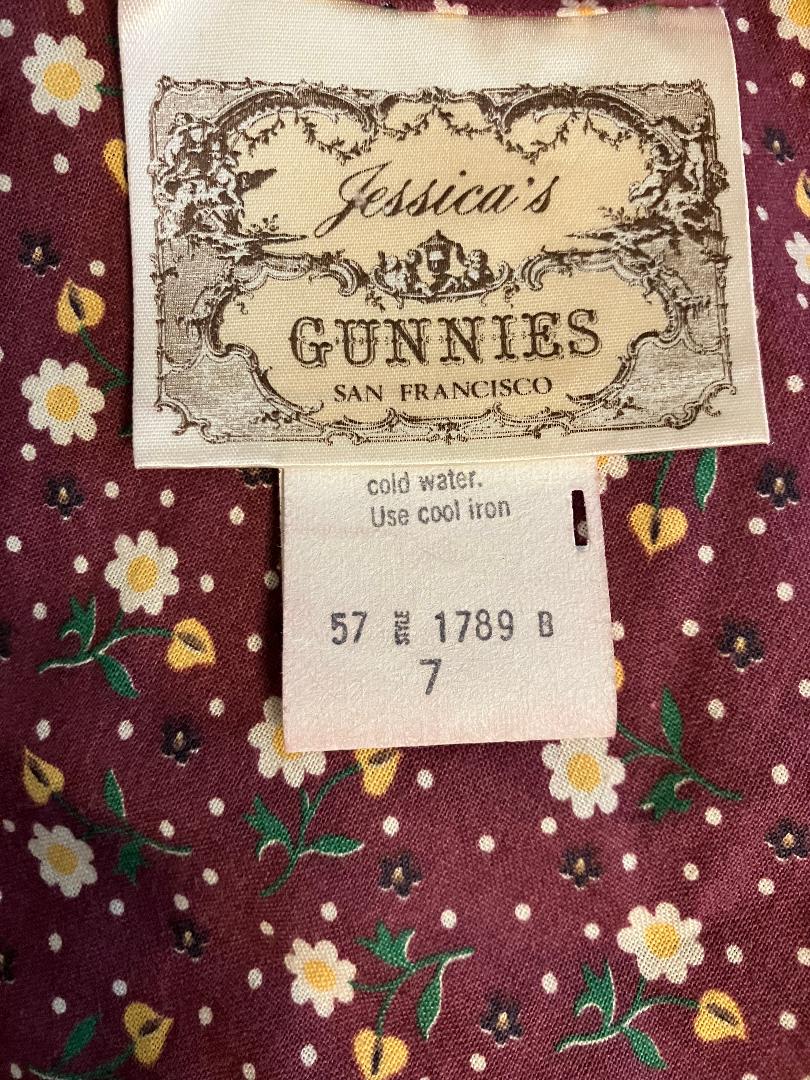 Jessica's
GUNNIES
SAN FRANCISCO
cold water.
Use cool iron
57 STYLE 1789 B
7